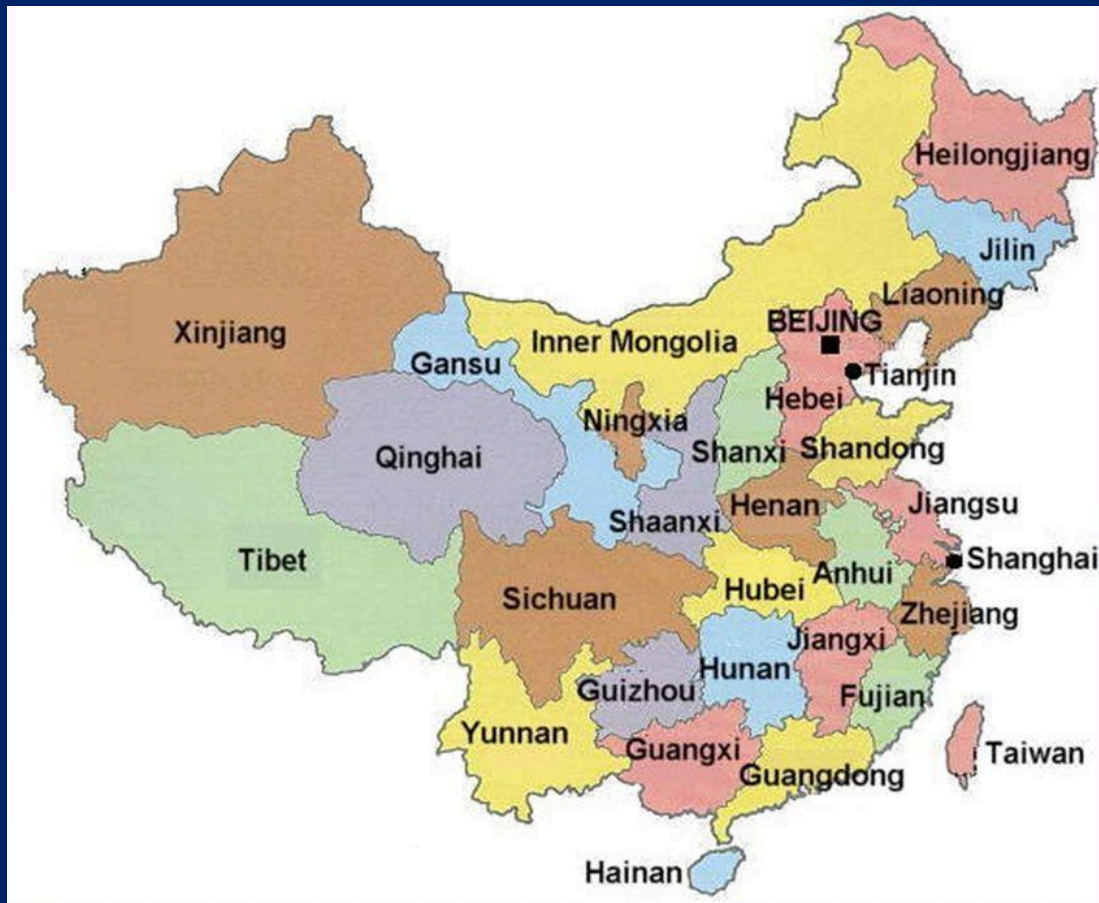 Heilongjiang
Jilin
Liaoning
BEIJING
Xinjiang
Inner Mongolia
Gansu
Tianjin
Hebei
Ningxia
Shanxi
Shandong
Qinghai
Henan
Jiangsu
Shaanxi
Tibet
Shanghai
Anhui
Hubei
Sichuan
Zhejiang
Jiangxi
Hunan
Guizhou
Fujian
Yunnan
Guangxi
Taiwan
Guangdong
Hainan